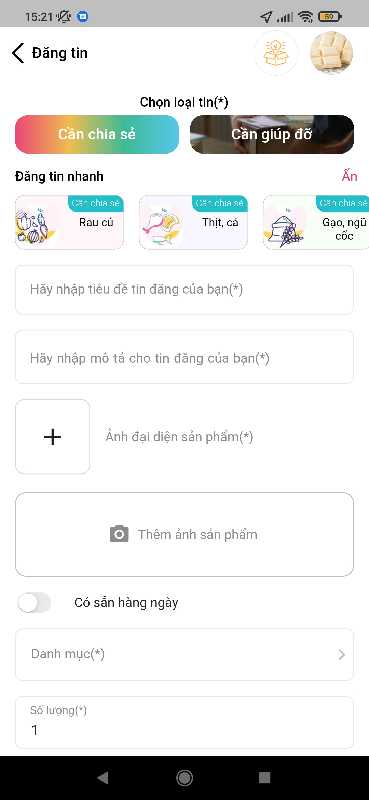 15:21
59
Đăng tin
Chọn loại tin(*)
Cần chia sẻ
Cần giúp đỡ
Đăng tin nhanh
Ẩn
Cần chia sẻ
Rau củ
Cần chia sẻ
Thịt, cá
Cần chia sẻ
Gạo, ngũ
cốc
Hãy nhập tiêu đề tin đăng của bạn(*)
Hãy nhập mô tả cho tin đăng của bạn(*)
Ảnh đại diện sản phẩm(*)
Thêm ảnh sản phẩm
Có sẵn hàng ngày
Danh mục(*)
Số lượng(*)
1